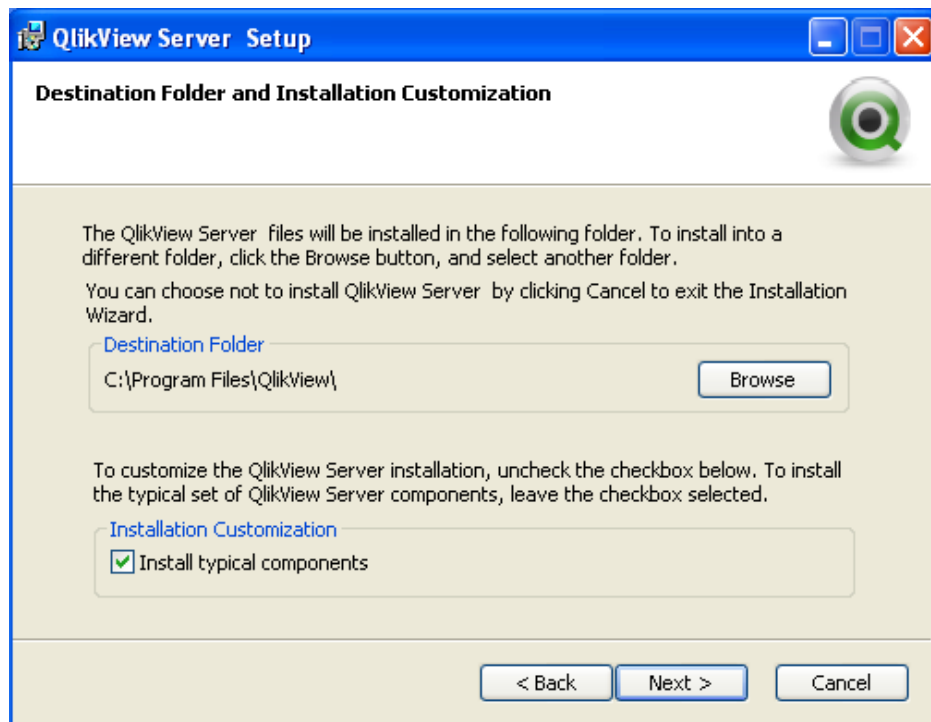 QlikView Server  Setup
Destination Folder and Installation Customization
The QlikView Server  files will be installed in the following folder. To install into a
different folder, click the Browse button, and select another folder.
You can choose not to install QlikView Server  by clicking Cancel to exit the Installation
Wizard.
Destination Folder
C:\Program Files\QlikView\
Browse
To customize the QlikView Server installation, uncheck the checkbox below. To install
the typical set of QlikView Server components, leave the checkbox selected.
Installation Customization
Install typical components
< Back
Next >
Cancel